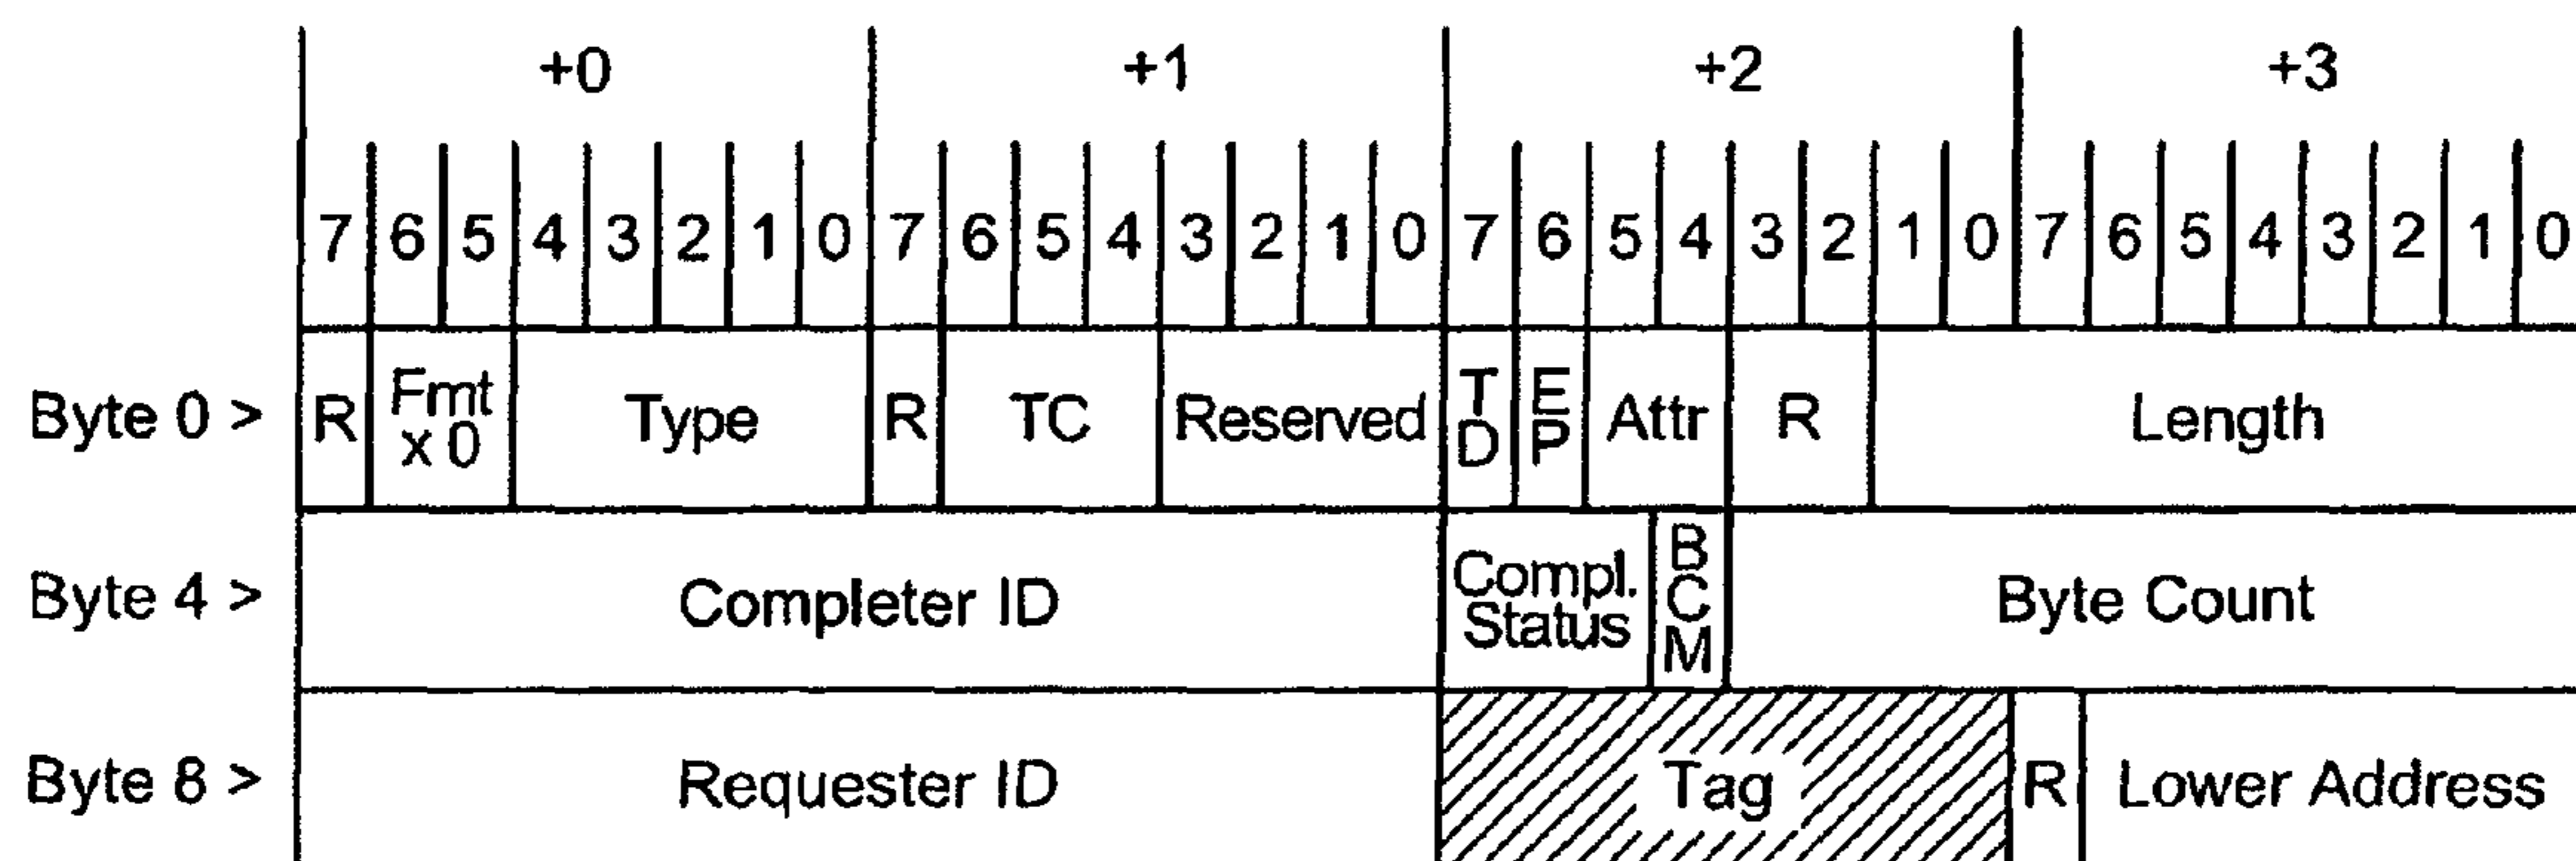 +0 +1 +2 +3
7 6 5 4 3 2 1 0 7 6 5 4 3 2 1 0 7 6 5 4 3 2 1 0 7 6 5 4 3 2 1 0
Byte 0 > R Fmt x 0 Type R TC Reserved TD EP Attr R Length
Byte 4 > Completer ID Compl. Status BCM Byte Count
Byte 8 > Requester ID Tag R Lower Address